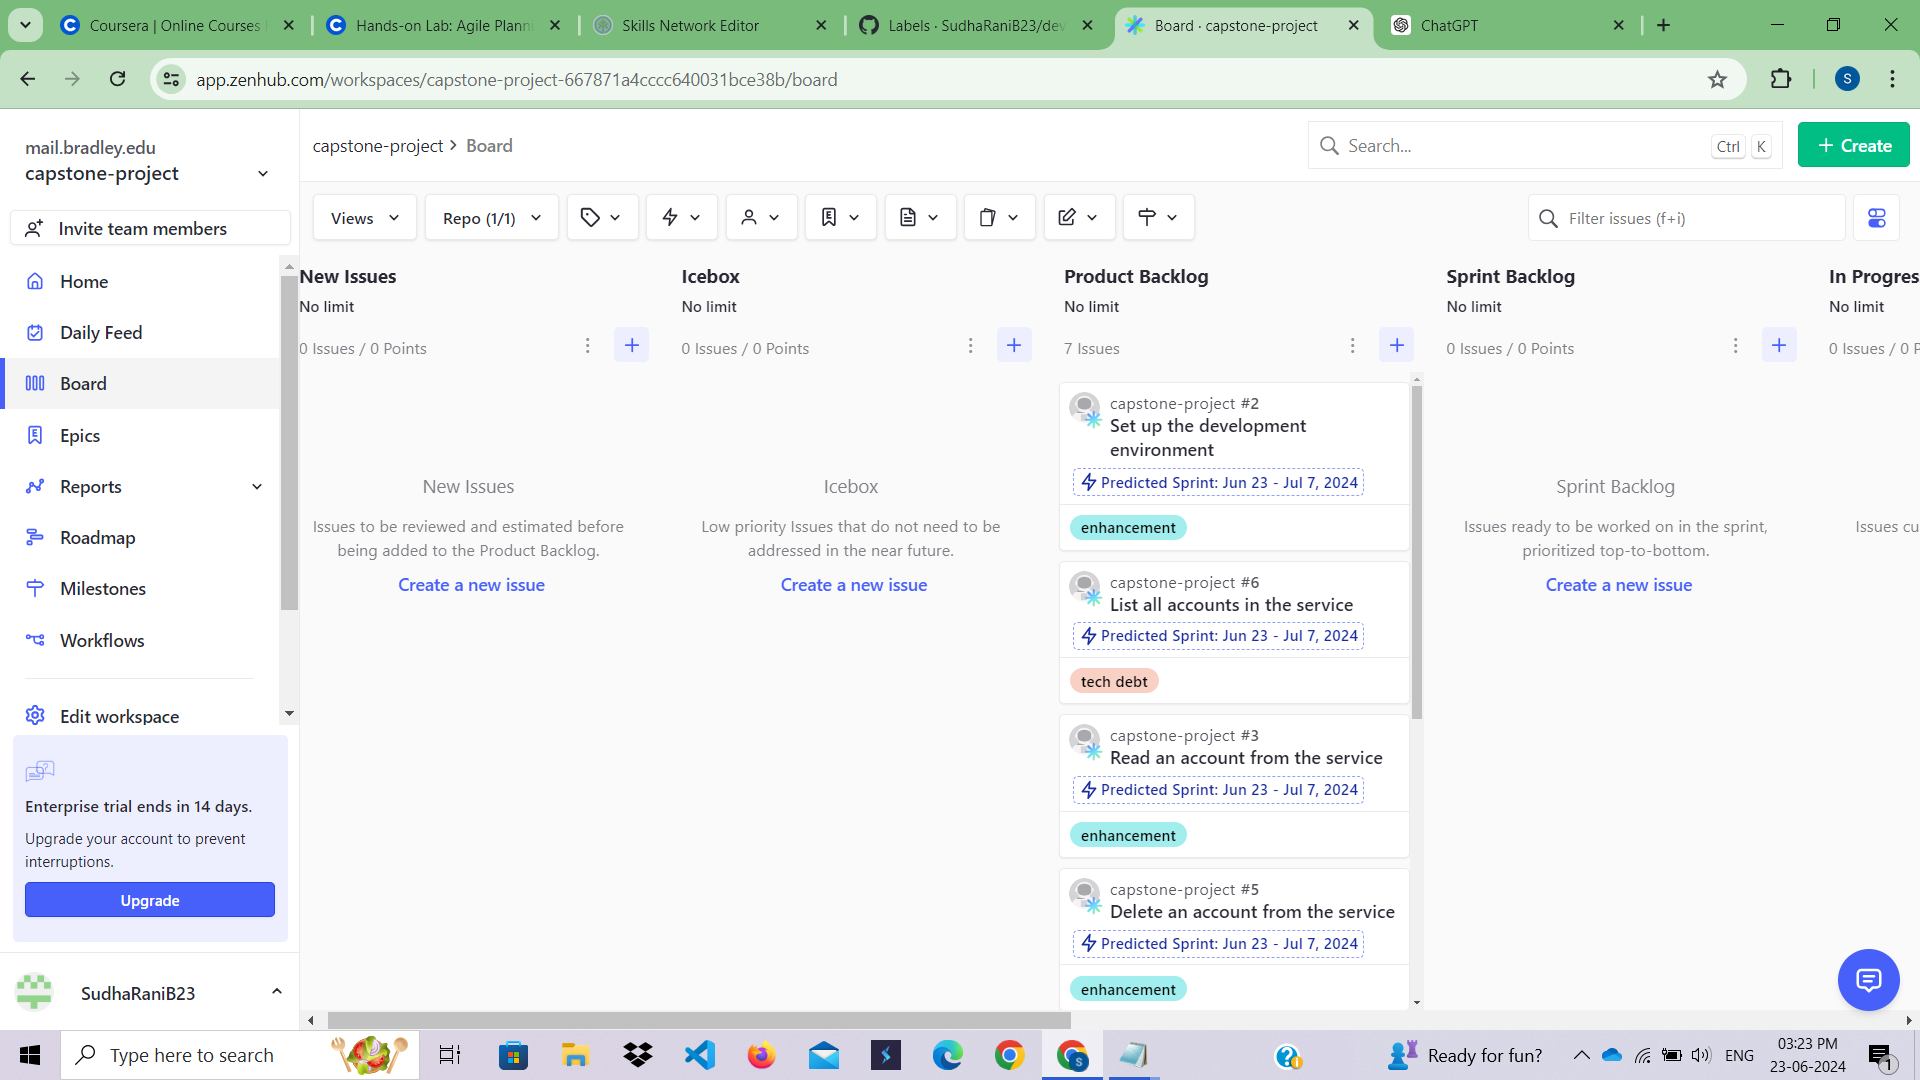 Coursera | Online Courses
Hands-on Lab: Agile Planni
Skills Network Editor
Labels · SudhaRaniB23/dev
Board · capstone-project
ChatGPT
app.zenhub.com/workspaces/capstone-project-667871a4cccc640031bce38b/board
S
mail.bradley.edu
capstone-project
capstone-project > Board
Search...
Ctrl K
+ Create
Invite team members
Views
Repo (1/1)
Filter issues (f+i)
Home
Daily Feed
Board
Epics
Reports
Roadmap
Milestones
Workflows
Edit workspace
Enterprise trial ends in 14 days.
Upgrade your account to prevent
interruptions.
Upgrade
SudhaRaniB23
New Issues
No limit
0 Issues / 0 Points
New Issues
Issues to be reviewed and estimated before
being added to the Product Backlog.
Create a new issue
Icebox
No limit
0 Issues / 0 Points
Icebox
Low priority Issues that do not need to be
addressed in the near future.
Create a new issue
Product Backlog
No limit
7 Issues
capstone-project #2
Set up the development
environment
Predicted Sprint: Jun 23 - Jul 7, 2024
enhancement
capstone-project #6
List all accounts in the service
Predicted Sprint: Jun 23 - Jul 7, 2024
tech debt
capstone-project #3
Read an account from the service
Predicted Sprint: Jun 23 - Jul 7, 2024
enhancement
capstone-project #5
Delete an account from the service
Predicted Sprint: Jun 23 - Jul 7, 2024
enhancement
Sprint Backlog
No limit
0 Issues / 0 Points
Sprint Backlog
Issues ready to be worked on in the sprint,
prioritized top-to-bottom.
Create a new issue
In Progres
No limit
0 Issues / 0 P
Issues cu
Type here to search
Ready for fun?
ENG
03:23 PM
23-06-2024
1